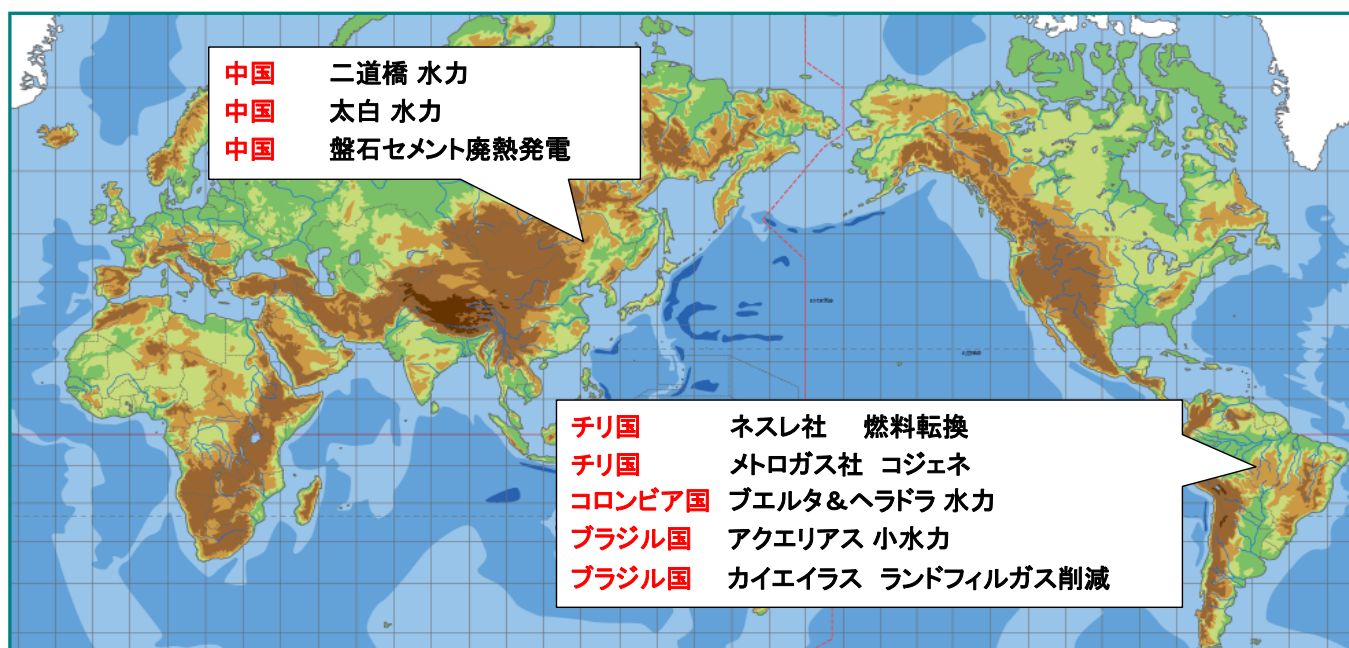 中国 二道橋 水力
中国 太白 水力
中国 盤石セメント廃熱発電
チリ国 ネスレ社 燃料転換
チリ国 メトロガス社 コジェネ
コロンビア国 ブエルタ＆ヘラドラ 水力
ブラジル国 アクエリアス 小水力
ブラジル国 カイエイラス ランドフィルガス削減